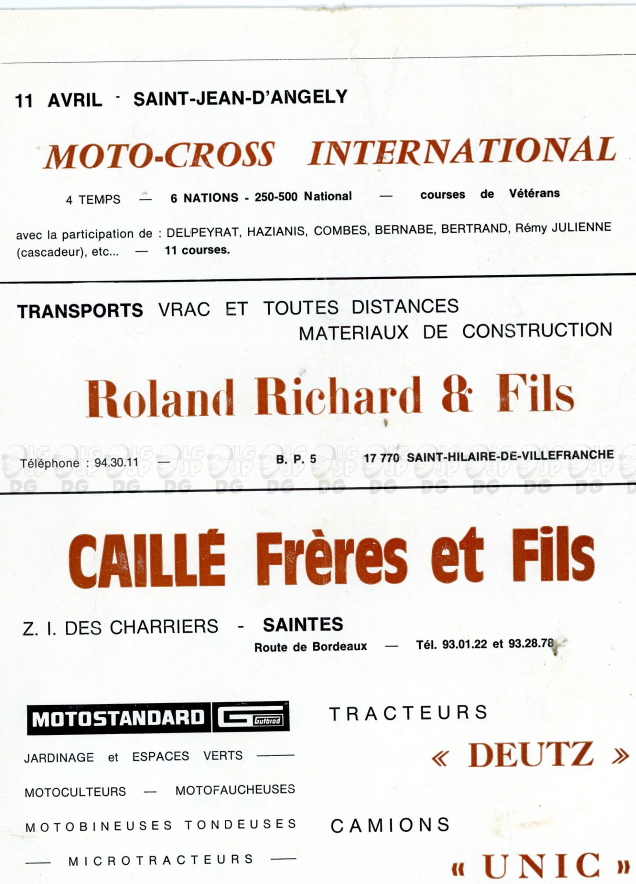 11 AVRIL - SAINT-JEAN-D'ANGELY
MOTO-CROSS INTERNATIONAL
4 TEMPS — 6 NATIONS - 250-500 National — courses de Vétérans
avec la participation de : DELPEYRAT, HAZIANIS, COMBES, BERNABE, BERTRAND, Rémy JULIENNE
(cascadeur), etc... — 11 courses.
TRANSPORTS VRAC ET TOUTES DISTANCES
MATERIAUX DE CONSTRUCTION
Roland Richard & Fils
Téléphone : 94.30.11 — B. P. 5 17 770 SAINT-HILAIRE-DE-VILLEFRANCHE
CAILLÉ Frères et Fils
Z. I. DES CHARRIERS - SAINTES
Route de Bordeaux — Tél. 93.01.22 et 93.28.78
MOTOSTANDARD Gutbrod
JARDINAGE et ESPACES VERTS —
MOTOCULTEURS — MOTOFAUCHEUSES
MOTOBINEUSES TONDEUSES
— MICROTRACTEURS —
TRACTEURS
« DEUTZ »
CAMIONS
« UNIC »